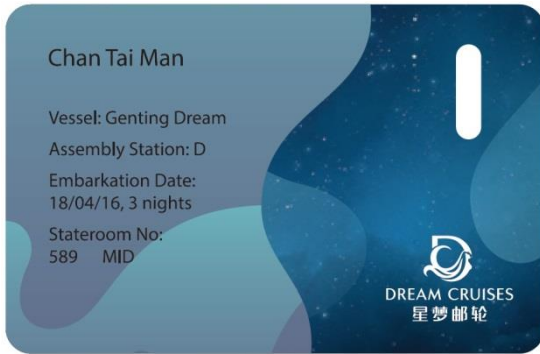 Chan Tai Man
Vessel: Genting Dream
Assembly Station: D
Embarkation Date:
18/04/16, 3 nights
Stateroom No:
589 MID
DREAM CRUISES
星梦邮轮